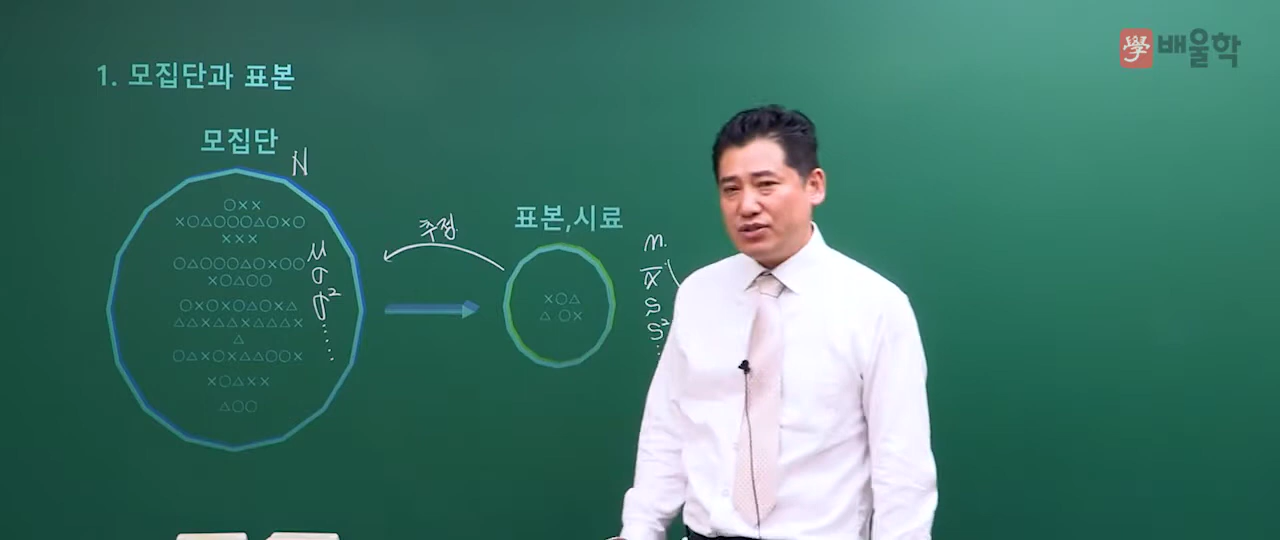 學배울학
1. 모집단과 표본
모집단
N
○××
×○△○○○△○×○
×××
○△○○○△○×○○
×○△○○
○×○×○△○×△
△△×△△×△△△×
△
○△×○×△△○○×
×○△××
△○○
μ
σ
σ²
추정.
표본,시료
×○△
△ ○×
n.
x̄
s
s²